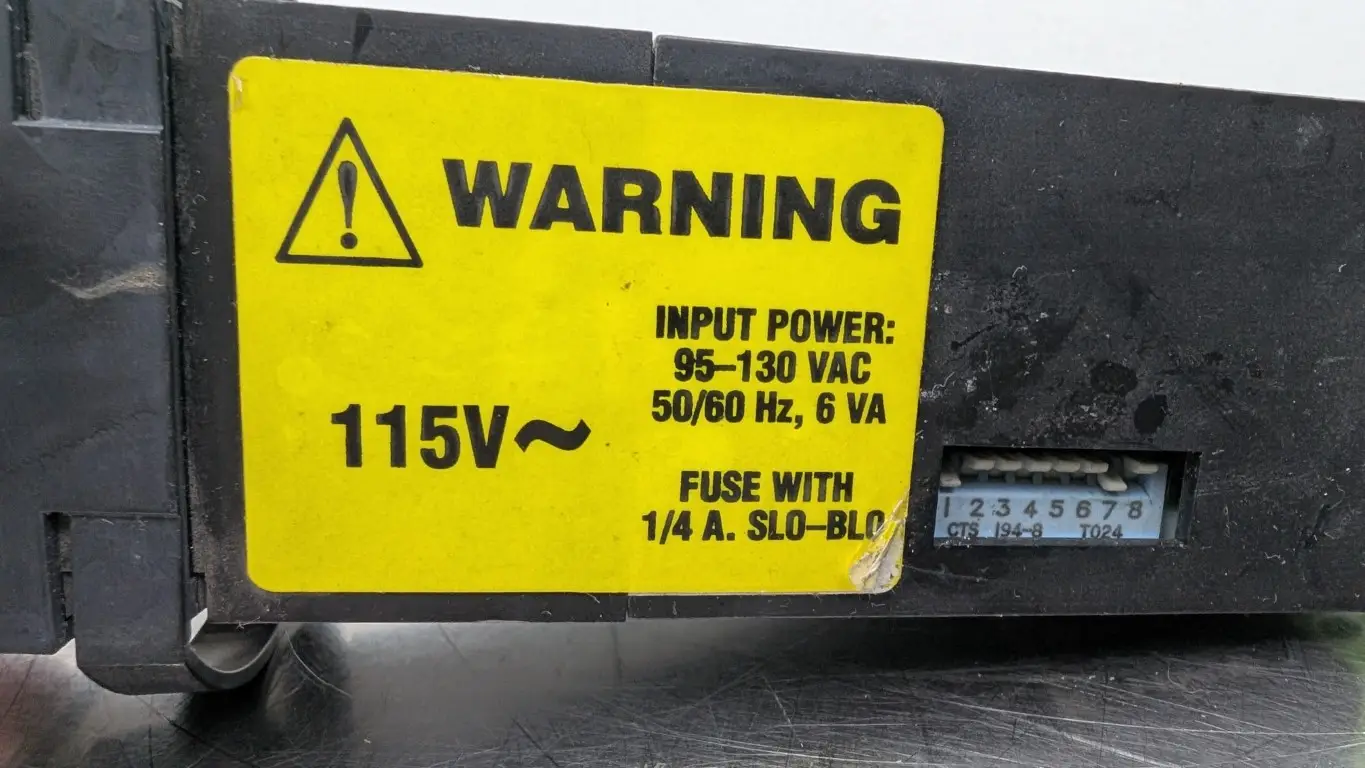 WARNING
INPUT POWER:
95–130 VAC
50/60 Hz, 6 VA
115V~
FUSE WITH
1/4 A. SLO–BLO
1 2 3 4 5 6 7 8
CTS 194-8 T024